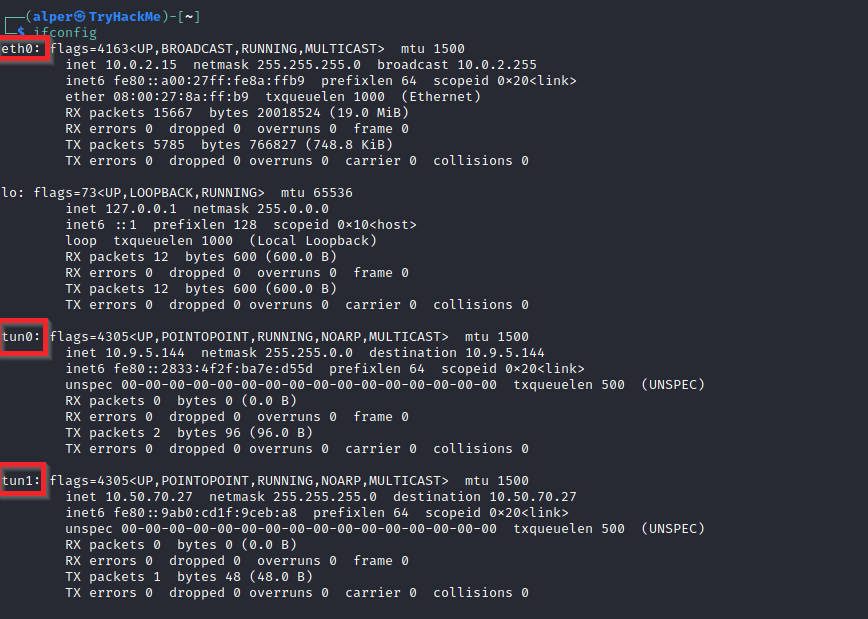 ┌──(alper㉿TryHackMe)-[~]
└─$ ifconfig
eth0: flags=4163<UP,BROADCAST,RUNNING,MULTICAST>  mtu 1500
        inet 10.0.2.15  netmask 255.255.255.0  broadcast 10.0.2.255
        inet6 fe80::a00:27ff:fe8a:ffb9  prefixlen 64  scopeid 0×20<link>
        ether 08:00:27:8a:ff:b9  txqueuelen 1000  (Ethernet)
        RX packets 15667  bytes 20018524 (19.0 MiB)
        RX errors 0  dropped 0  overruns 0  frame 0
        TX packets 5785  bytes 766827 (748.8 KiB)
        TX errors 0  dropped 0 overruns 0  carrier 0  collisions 0
lo: flags=73<UP,LOOPBACK,RUNNING>  mtu 65536
        inet 127.0.0.1  netmask 255.0.0.0
        inet6 ::1  prefixlen 128  scopeid 0×10<host>
        loop  txqueuelen 1000  (Local Loopback)
        RX packets 12  bytes 600 (600.0 B)
        RX errors 0  dropped 0  overruns 0  frame 0
        TX packets 12  bytes 600 (600.0 B)
        TX errors 0  dropped 0 overruns 0  carrier 0  collisions 0
tun0: flags=4305<UP,POINTOPOINT,RUNNING,NOARP,MULTICAST>  mtu 1500
        inet 10.9.5.144  netmask 255.255.0.0  destination 10.9.5.144
        inet6 fe80::2833:4f2f:ba7e:d55d  prefixlen 64  scopeid 0×20<link>
        unspec 00-00-00-00-00-00-00-00-00-00-00-00-00-00-00-00  txqueuelen 500  (UNSPEC)
        RX packets 0  bytes 0 (0.0 B)
        RX errors 0  dropped 0  overruns 0  frame 0
        TX packets 2  bytes 96 (96.0 B)
        TX errors 0  dropped 0 overruns 0  carrier 0  collisions 0
tun1: flags=4305<UP,POINTOPOINT,RUNNING,NOARP,MULTICAST>  mtu 1500
        inet 10.50.70.27  netmask 255.255.255.0  destination 10.50.70.27
        inet6 fe80::9ab0:cd1f:9ceb:a8  prefixlen 64  scopeid 0×20<link>
        unspec 00-00-00-00-00-00-00-00-00-00-00-00-00-00-00-00  txqueuelen 500  (UNSPEC)
        RX packets 0  bytes 0 (0.0 B)
        RX errors 0  dropped 0  overruns 0  frame 0
        TX packets 1  bytes 48 (48.0 B)
        TX errors 0  dropped 0 overruns 0  carrier 0  collisions 0